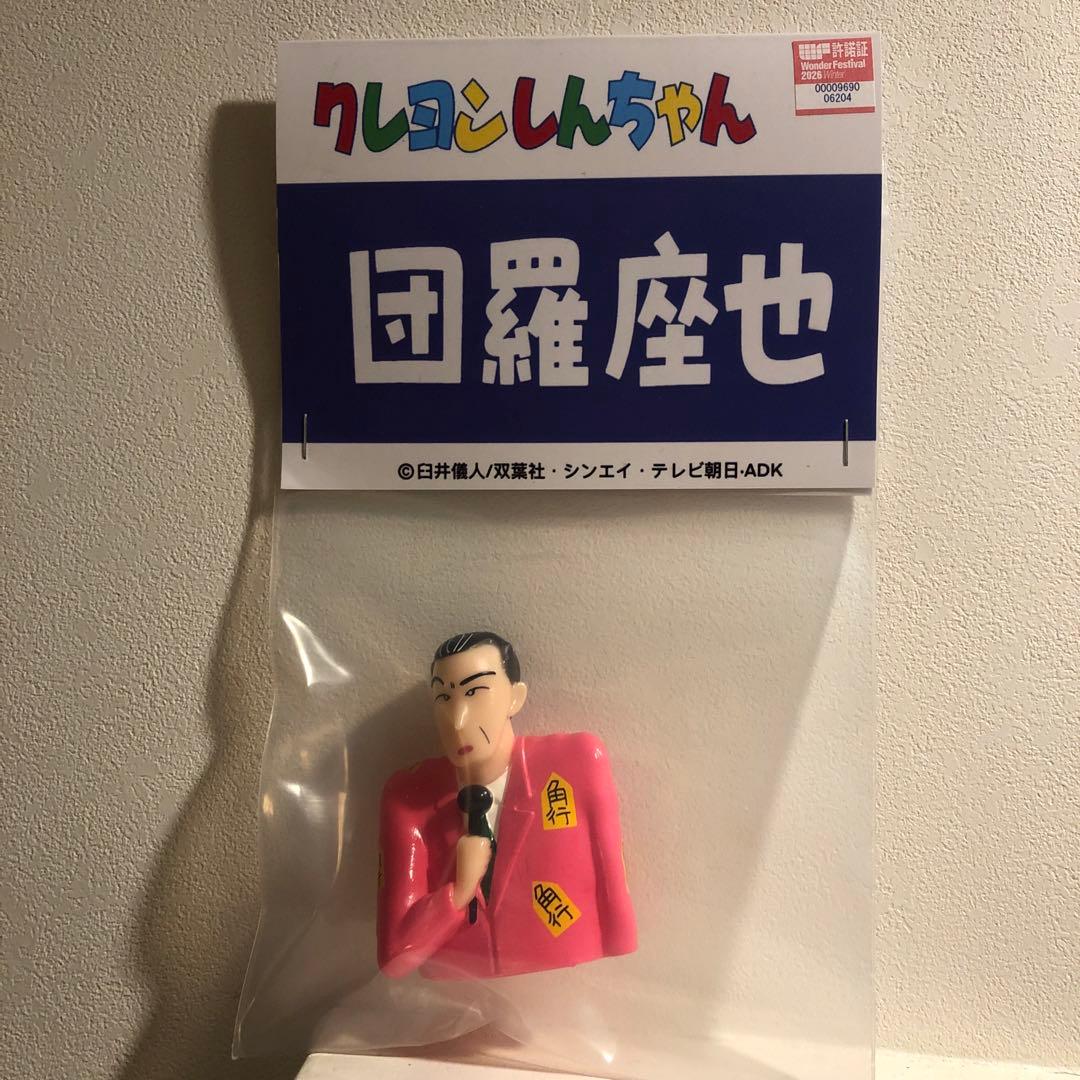 クレヨンしんちゃん
WF 許諾証
Wonder Festival
2026 Winter
00009690
06204
団羅座也
©臼井儀人/双葉社・シンエイ・テレビ朝日・ADK
角行
角行